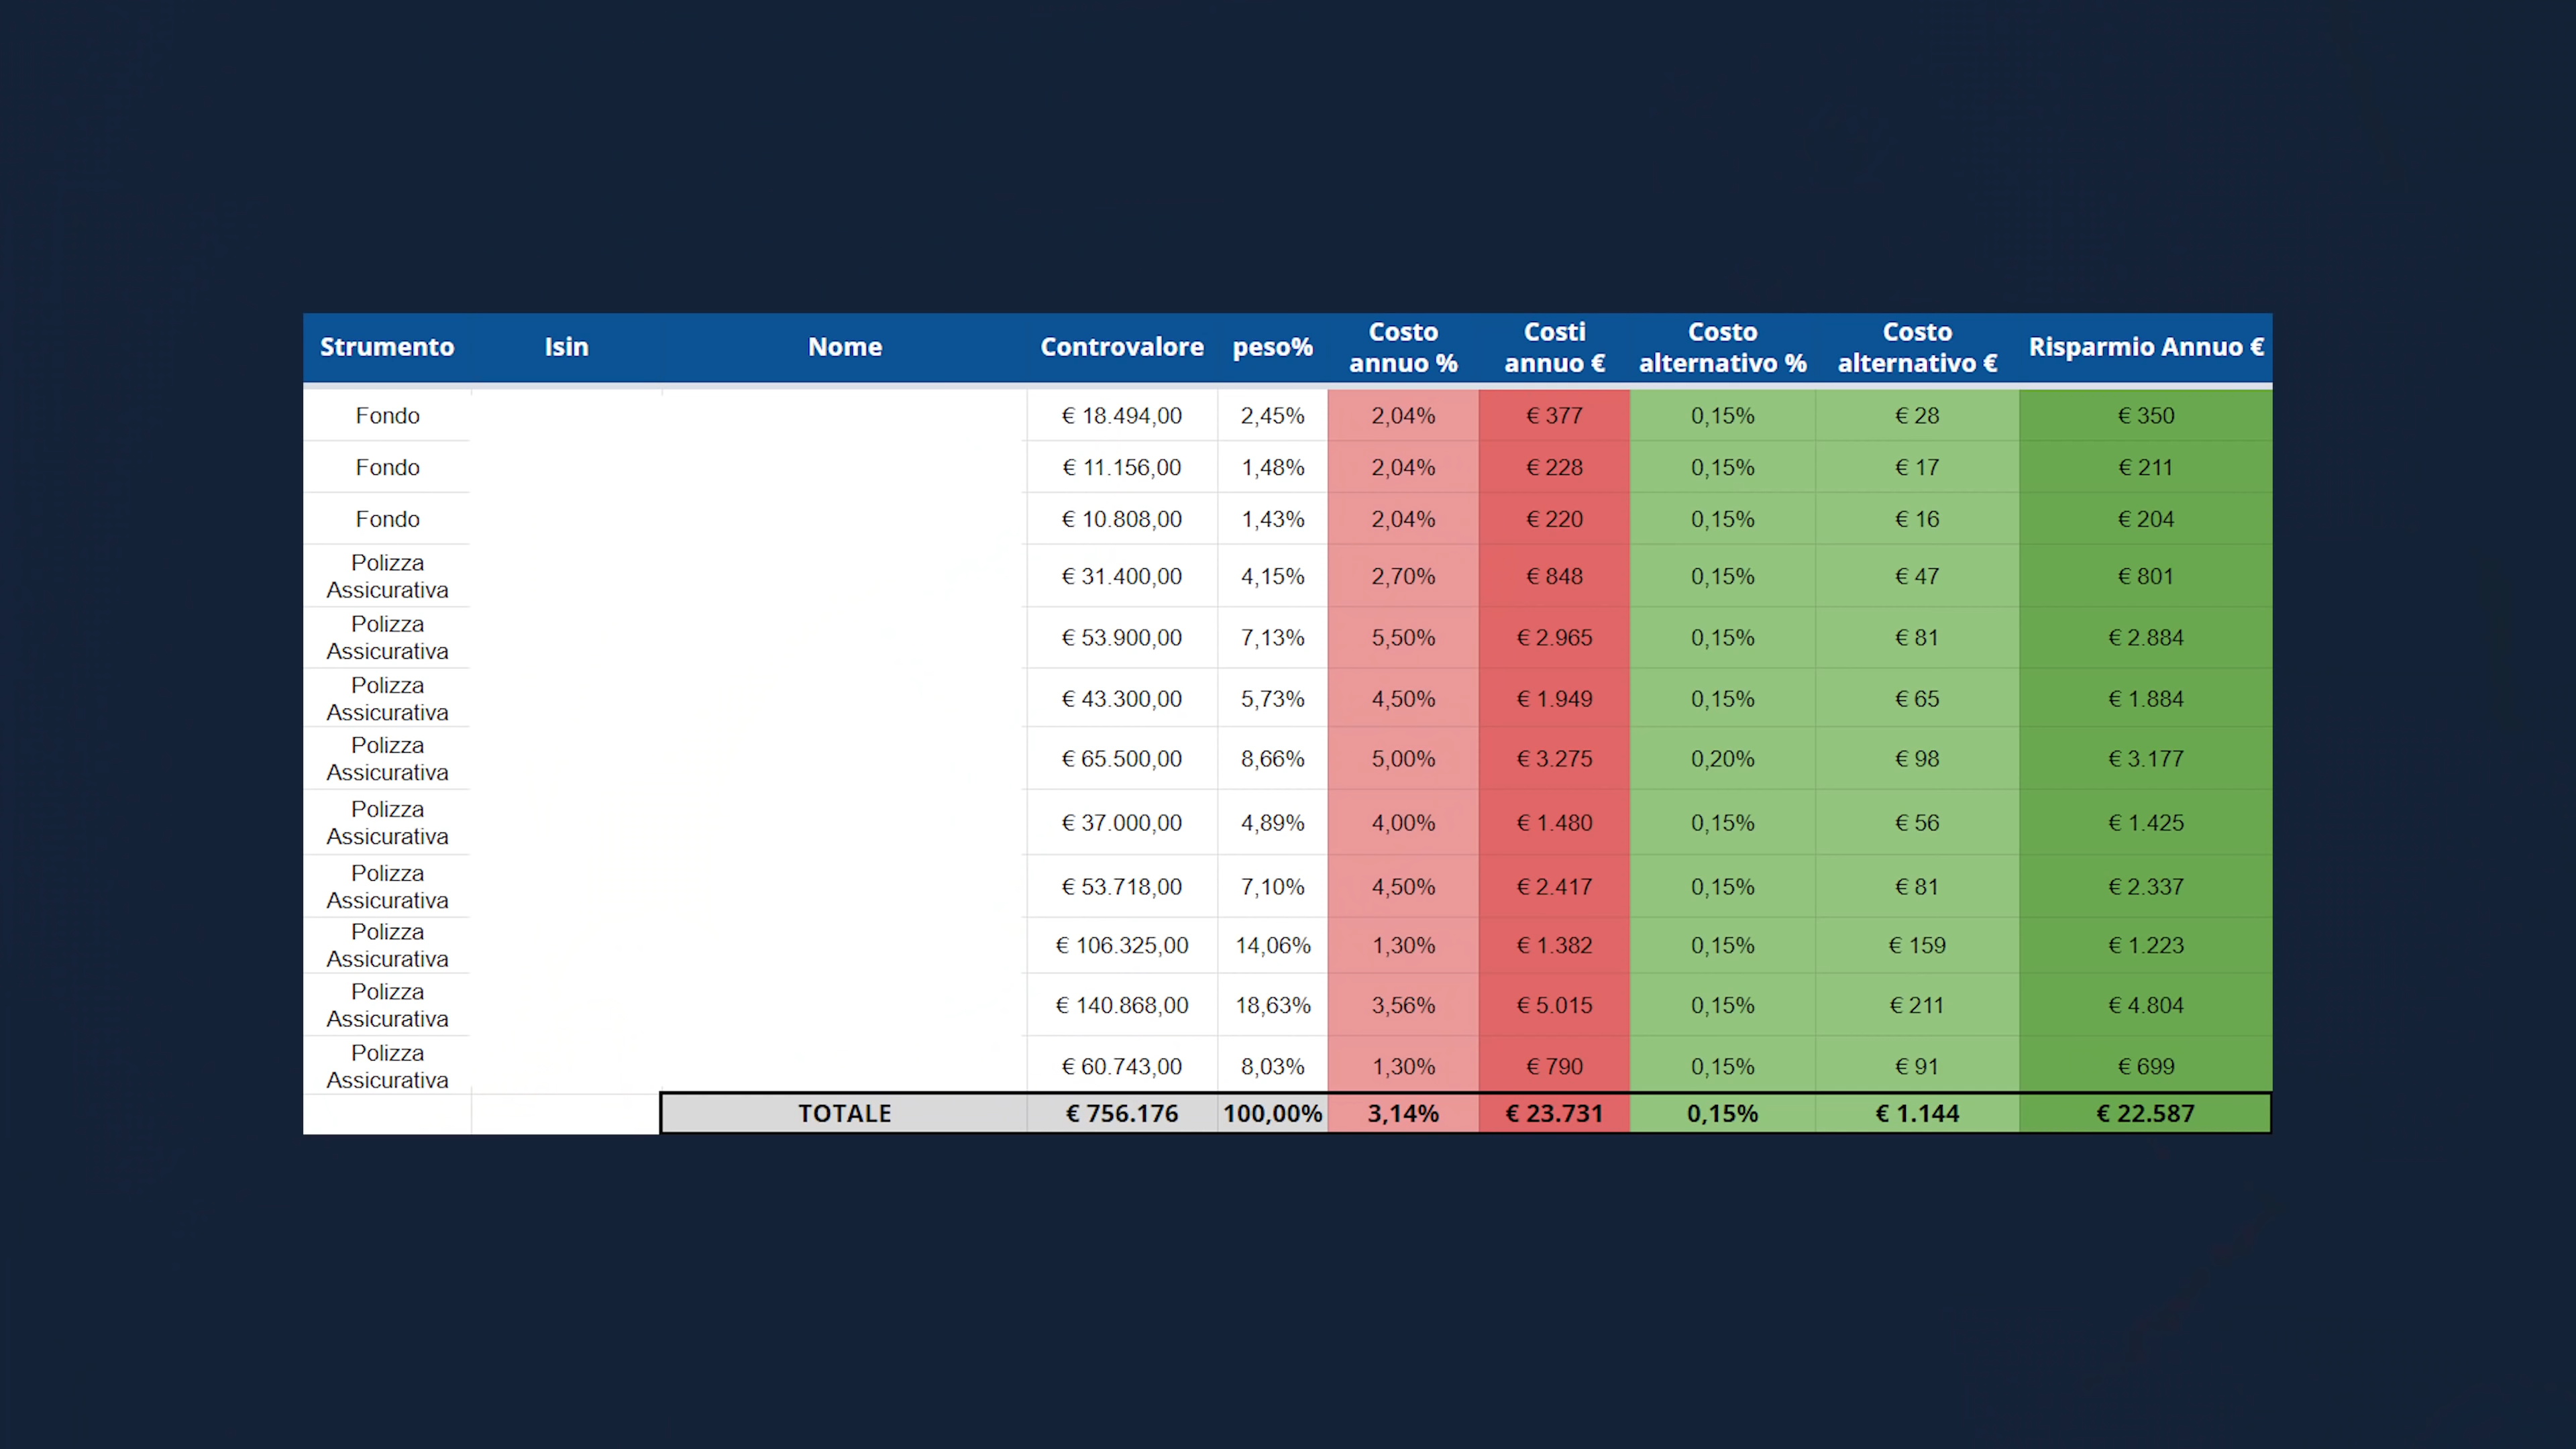 Strumento Isin Nome Controvalore peso% Costo annuo % Costi annuo € Costo alternativo % Costo alternativo € Risparmio Annuo €
Fondo € 18.494,00 2,45% 2,04% € 377 0,15% € 28 € 350
Fondo € 11.156,00 1,48% 2,04% € 228 0,15% € 17 € 211
Fondo € 10.808,00 1,43% 2,04% € 220 0,15% € 16 € 204
Polizza Assicurativa € 31.400,00 4,15% 2,70% € 848 0,15% € 47 € 801
Polizza Assicurativa € 53.900,00 7,13% 5,50% € 2.965 0,15% € 81 € 2.884
Polizza Assicurativa € 43.300,00 5,73% 4,50% € 1.949 0,15% € 65 € 1.884
Polizza Assicurativa € 65.500,00 8,66% 5,00% € 3.275 0,20% € 98 € 3.177
Polizza Assicurativa € 37.000,00 4,89% 4,00% € 1.480 0,15% € 56 € 1.425
Polizza Assicurativa € 53.718,00 7,10% 4,50% € 2.417 0,15% € 81 € 2.337
Polizza Assicurativa € 106.325,00 14,06% 1,30% € 1.382 0,15% € 159 € 1.223
Polizza Assicurativa € 140.868,00 18,63% 3,56% € 5.015 0,15% € 211 € 4.804
Polizza Assicurativa € 60.743,00 8,03% 1,30% € 790 0,15% € 91 € 699
TOTALE € 756.176 100,00% 3,14% € 23.731 0,15% € 1.144 € 22.587